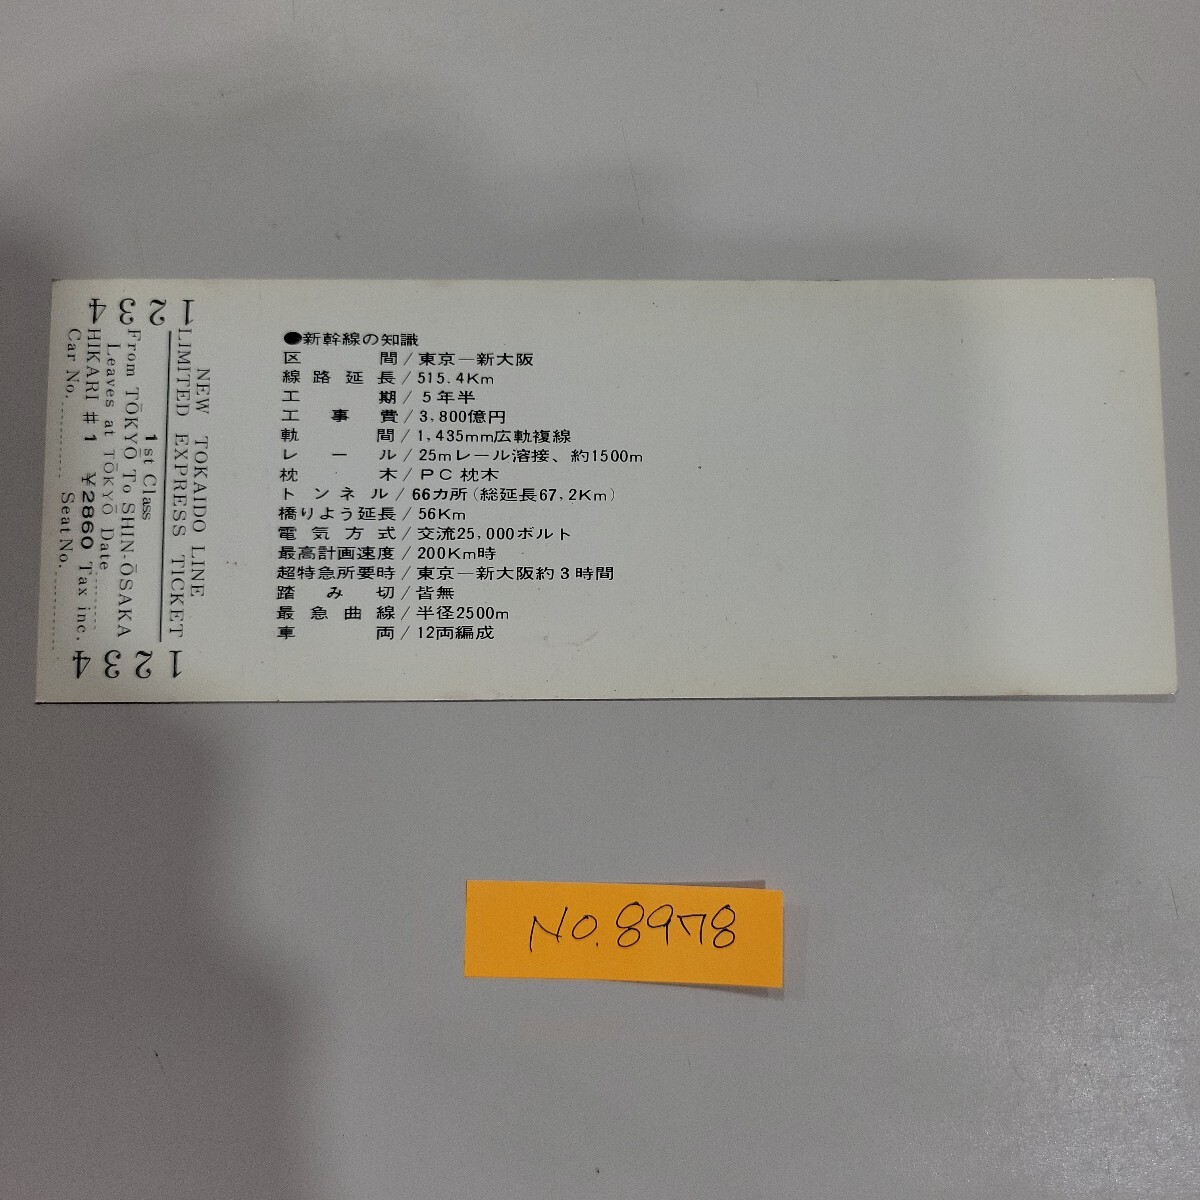 1 2 3 4
NEW TOKAIDO LINE
LIMITED EXPRESS TICKET
1st Class
From TŌKYŌ To SHIN-ŌSAKA
Leaves at TŌKYŌ Date
HIKARI #1 ¥2860 Tax inc.
Car No. Seat No.
1 2 3 4
●新幹線の知識
区間/東京―新大阪
線路延長/515.4Km
工期/5年半
工事費/3,800億円
軌間/1,435mm広軌複線
レール/25mレール溶接、約1500m
枕木/PC枕木
トンネル/66カ所(総延長67,2Km)
橋りよう延長/56Km
電気方式/交流25,000ボルト
最高計画速度/200Km時
超特急所要時/東京―新大阪約3時間
踏み切/皆無
最急曲線/半径2500m
車両/12両編成
NO.8978